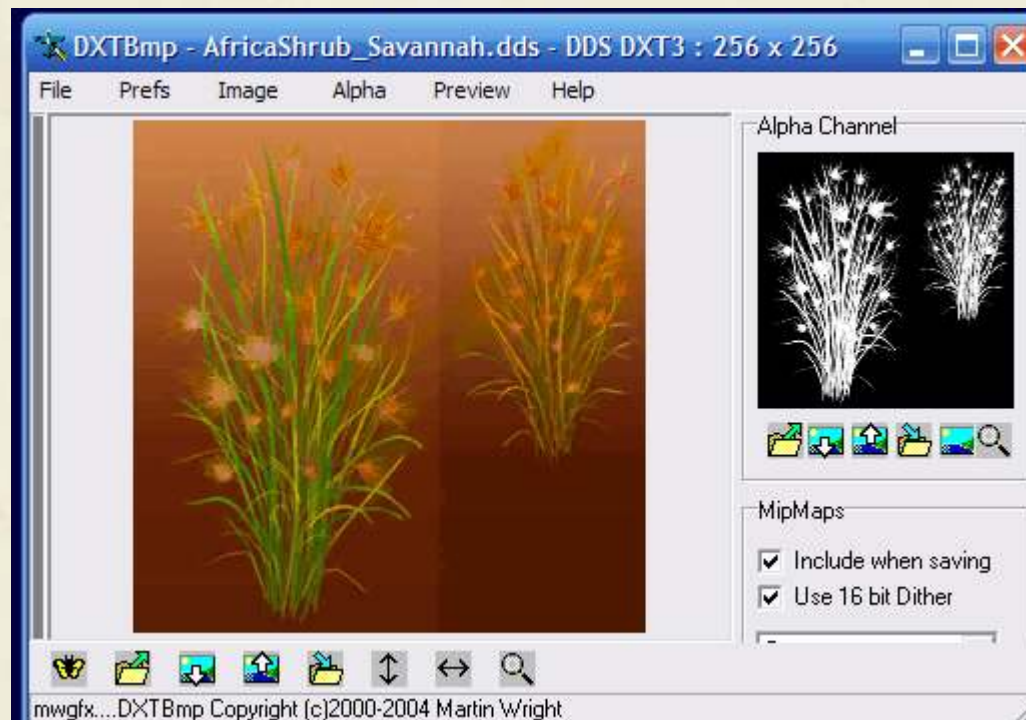 DXTBmp - AfricaShrub_Savannah.dds - DDS DXT3 : 256 x 256
File Prefs Image Alpha Preview Help
Alpha Channel
MipMaps
Include when saving
Use 16 bit Dither
mwgfx....DXTBmp Copyright (c)2000-2004 Martin Wright